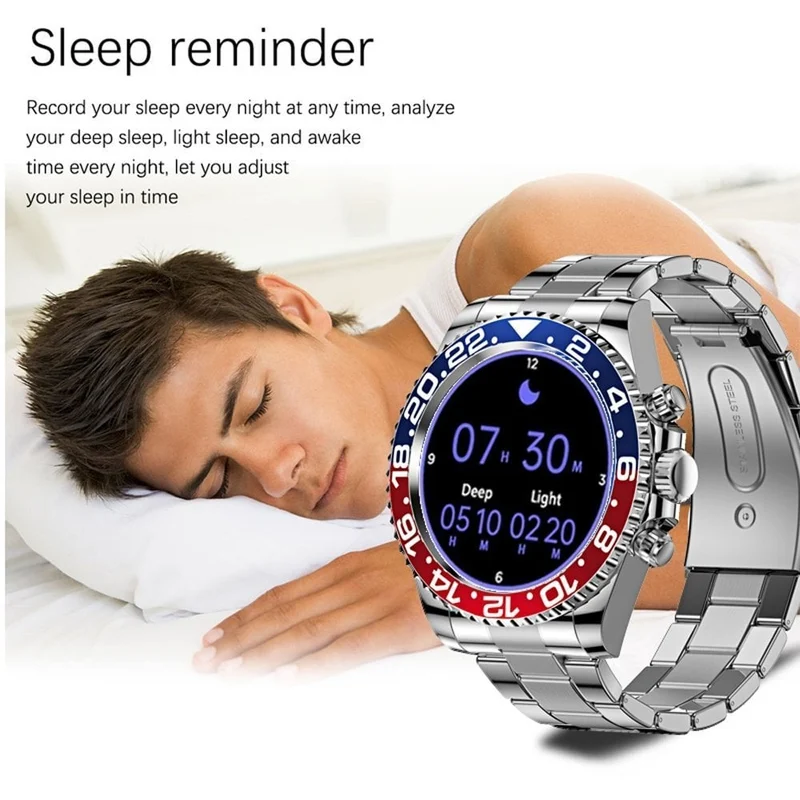 Sleep reminder
Record your sleep every night at any time, analyze
your deep sleep, light sleep, and awake
time every night, let you adjust
your sleep in time
22 2 4 6 8 10 12 14 16 18 20
12
9
3
6
07 H 30 M
Deep Light
05 10 02 20
H M H M
STAINLESS STEEL